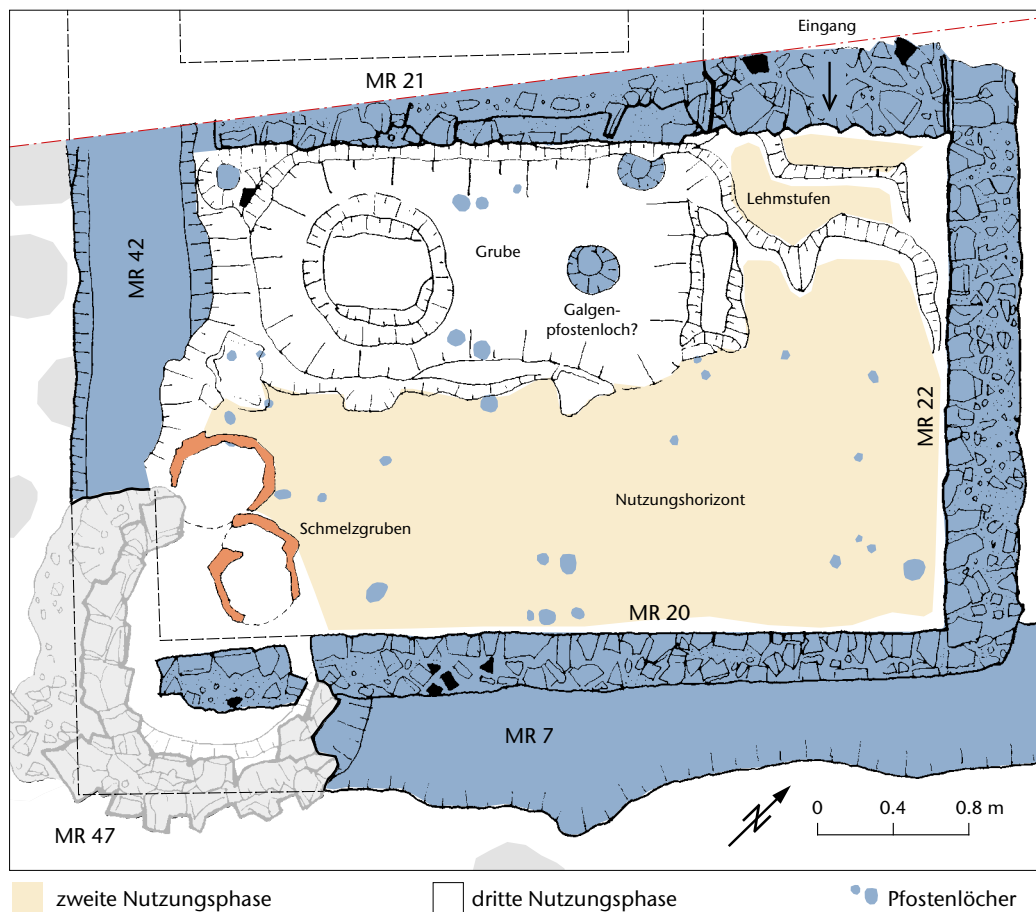 Eingang
MR 21
MR 42
Lehmstufen
Grube
Galgen-
pfostenloch?
MR 22
Nutzungshorizont
Schmelzgruben
MR 20
MR 7
N
0 0.4 0.8 m
MR 47
zweite Nutzungsphase
dritte Nutzungsphase
Pfostenlöcher